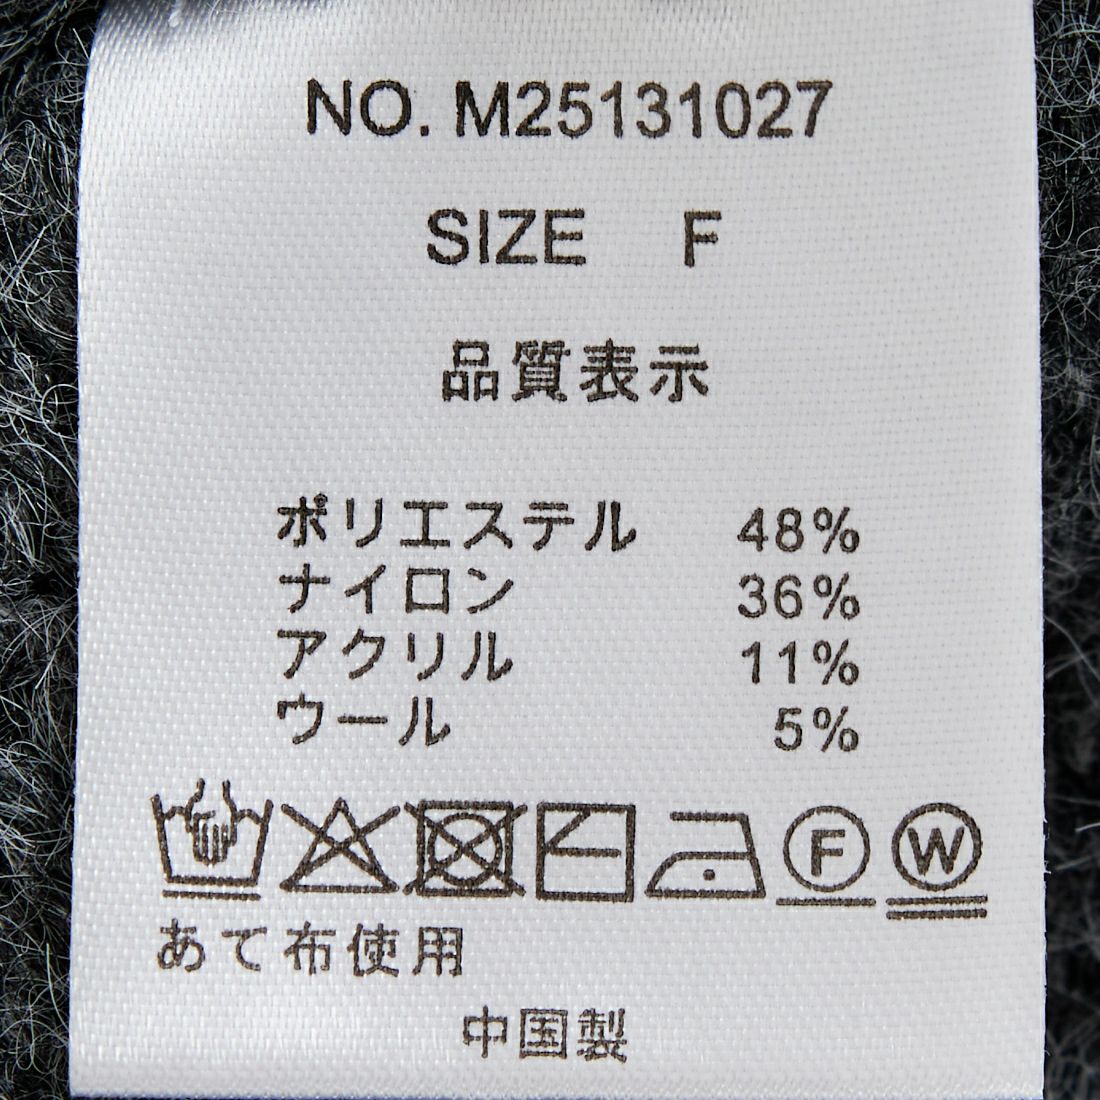 NO. M25131027
SIZE F
品質表示
ポリエステル 48%
ナイロン 36%
アクリル 11%
ウール 5%
F W
あて布使用
中国製